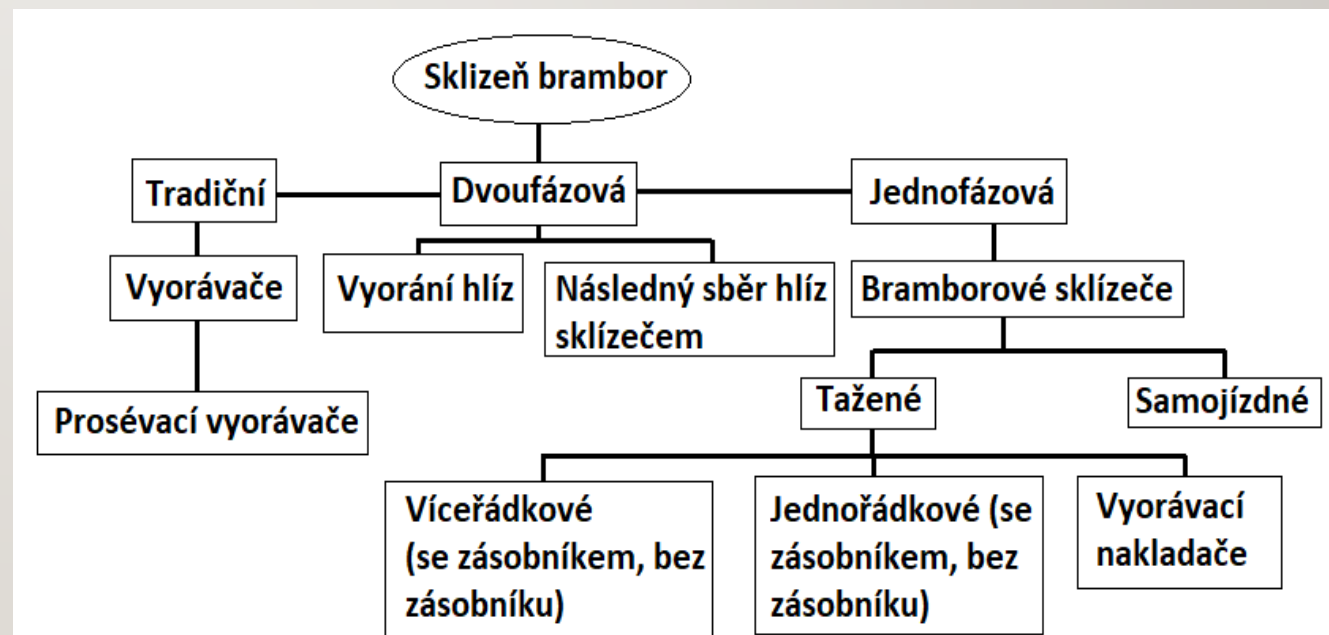 Sklizeň brambor
Tradiční
Dvoufázová
Jednofázová
Vyorávače
Vyorání hlíz
Následný sběr hlíz
sklízečem
Bramborové sklízeče
Prosévací vyorávače
Tažené
Samojízdné
Víceřádkové
(se zásobníkem, bez
zásobníku)
Jednořádkové (se
zásobníkem, bez
zásobníku)
Vyorávací
nakladače